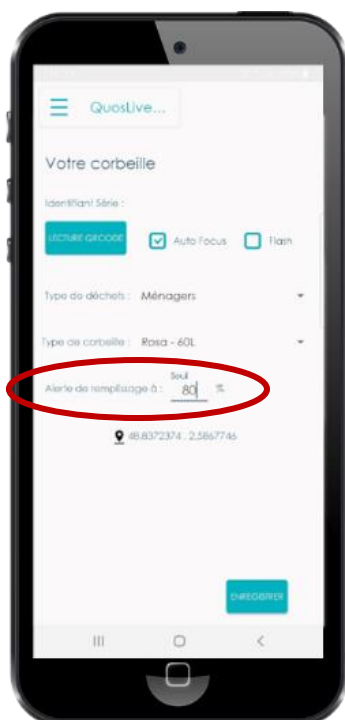 QuosLive...
Votre corbeille
Identifiant Série :
LECTURE QRCODE Auto Focus Flash
Type de déchets : Ménagers
Type de corbeille : Rosa - 60L
Seuil
Alerte de remplissage à : 80 %
48.8372374 , 2.5867746
ENREGISTRER